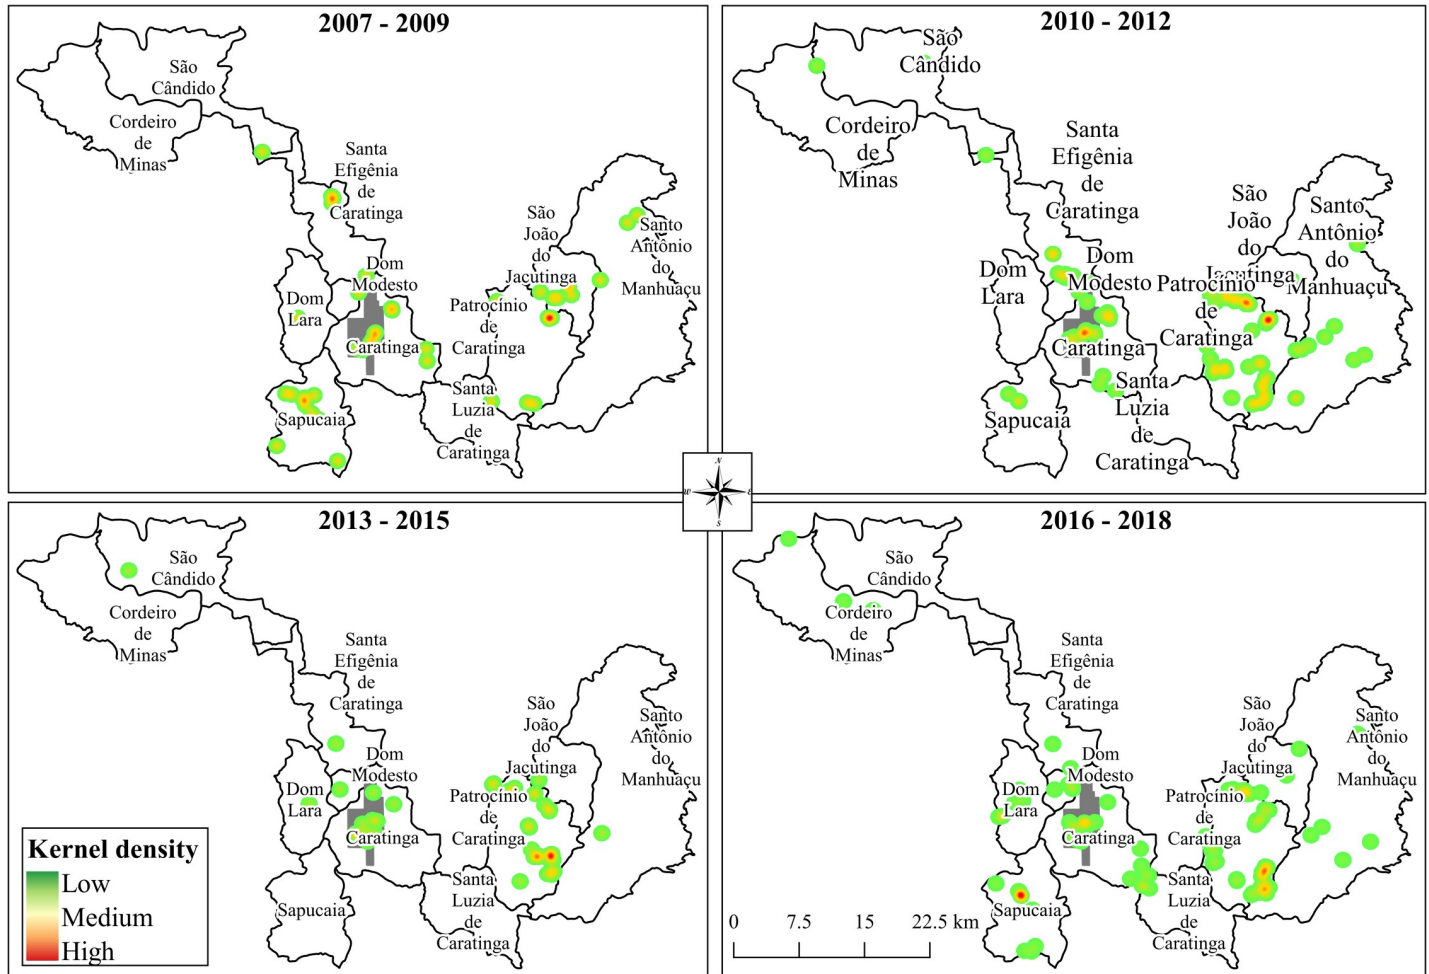 2007 - 2009
São
Cândido
Cordeiro
de
Minas
Santa
Efigênia
de
Caratinga
São
João
do
Jacutinga
Santo
Antônio
do
Manhuaçu
Dom
Modesto
Dom
Lara
Patrocínio
de
Caratinga
Caratinga
Santa
Luzia
de
Caratinga
Sapucaia
2010 - 2012
São
Cândido
Cordeiro
de
Minas
Santa
Efigênia
de
Caratinga
São
João
do
Jacutinga
Santo
Antônio
do
Manhuaçu
Dom
Modesto
Dom
Lara
Patrocínio
de
Caratinga
Caratinga
Santa
Luzia
de
Caratinga
Sapucaia
N
W
E
S
2013 - 2015
São
Cândido
Cordeiro
de
Minas
Santa
Efigênia
de
Caratinga
São
João
do
Jacutinga
Santo
Antônio
do
Manhuaçu
Dom
Modesto
Dom
Lara
Patrocínio
de
Caratinga
Caratinga
Santa
Luzia
de
Caratinga
Sapucaia
Kernel density
Low
Medium
High
2016 - 2018
São
Cândido
Cordeiro
de
Minas
Santa
Efigênia
de
Caratinga
São
João
do
Jacutinga
Santo
Antônio
do
Manhuaçu
Dom
Modesto
Dom
Lara
Patrocínio
de
Caratinga
Caratinga
Santa
Luzia
de
Caratinga
Sapucaia
0 7.5 15 22.5 km